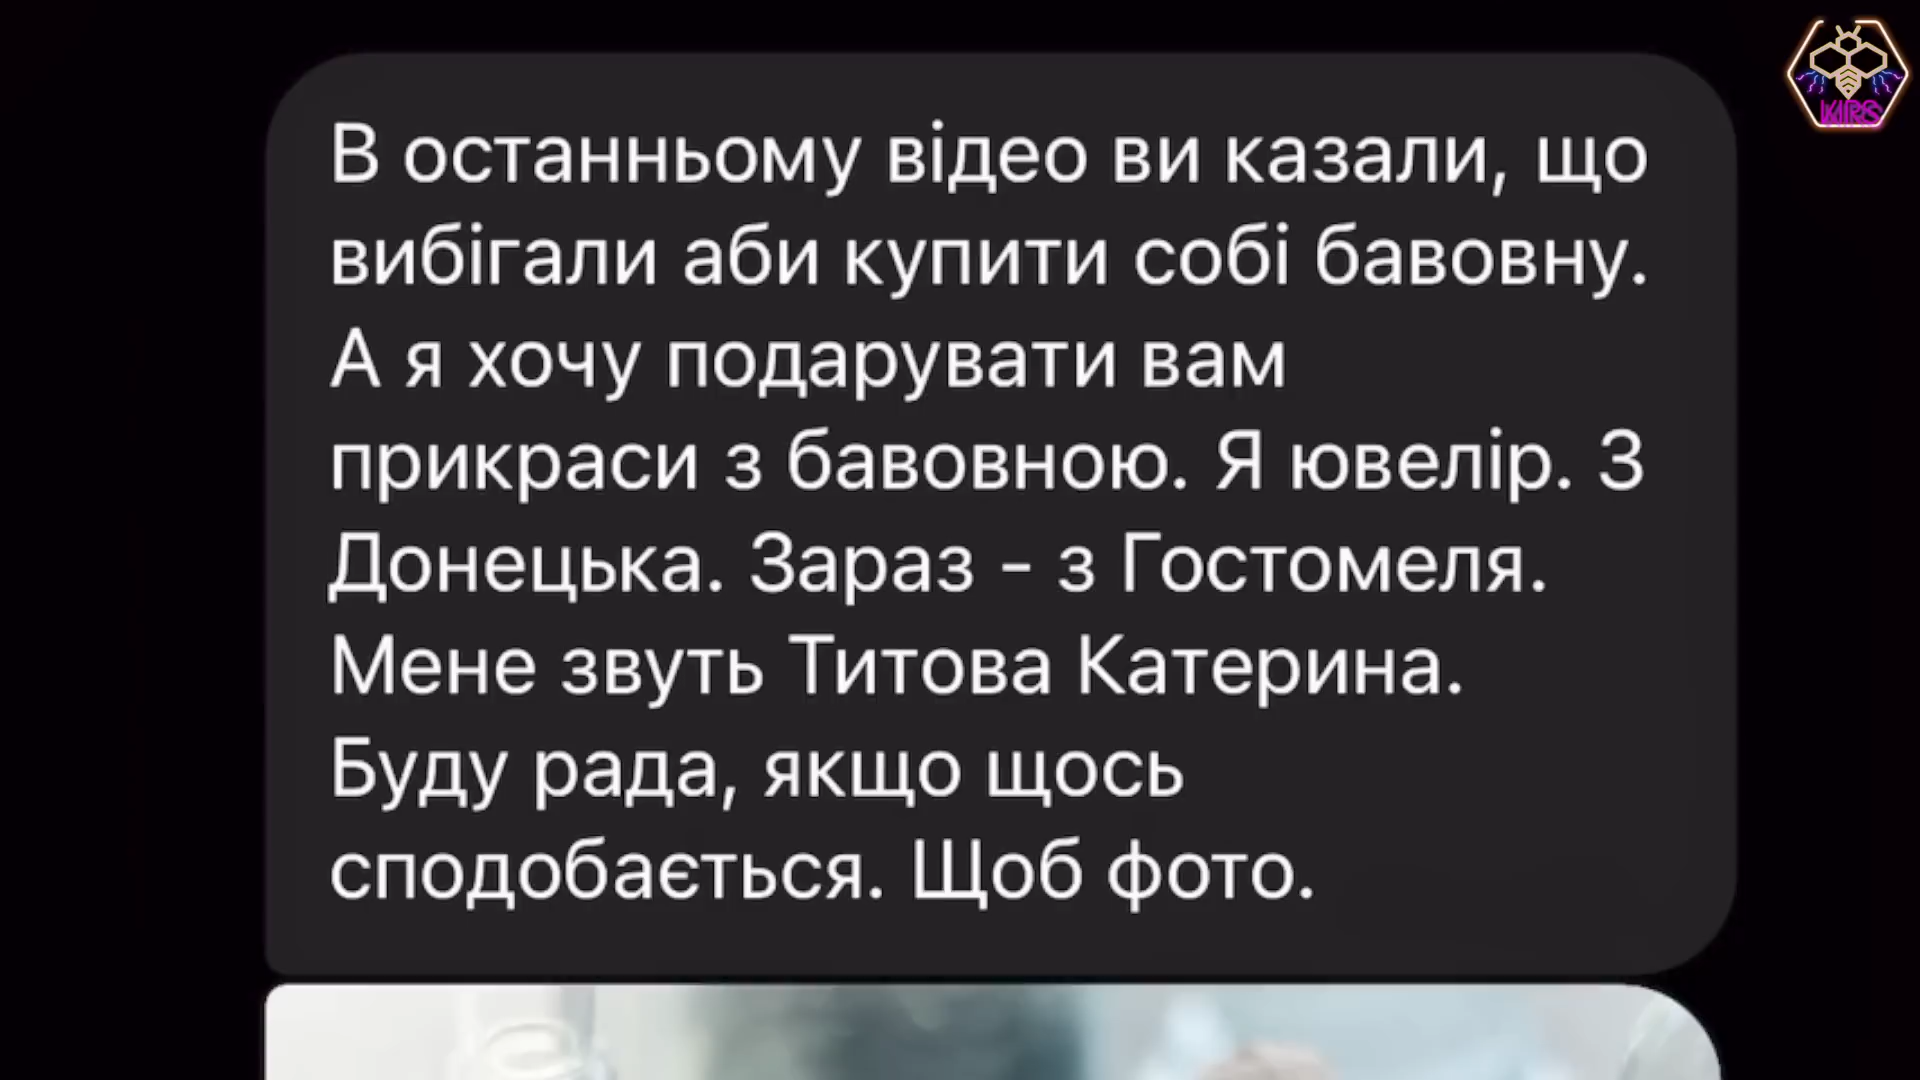 В останньому відео ви казали, що
вибігали аби купити собі бавовну.
А я хочу подарувати вам
прикраси з бавовною. Я ювелір. З
Донецька. Зараз - з Гостомеля.
Мене звуть Титова Катерина.
Буду рада, якщо щось
сподобається. Щоб фото.